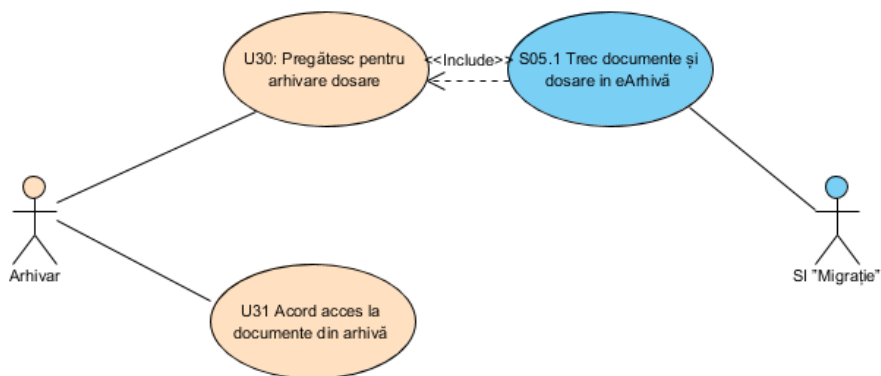 U30: Pregătesc pentru
arhivare dosare
<<Include>>
S05.1 Trec documente și
dosare in eArhivă
Arhivar
SI "Migrație"
U31 Acord acces la
documente din arhivă